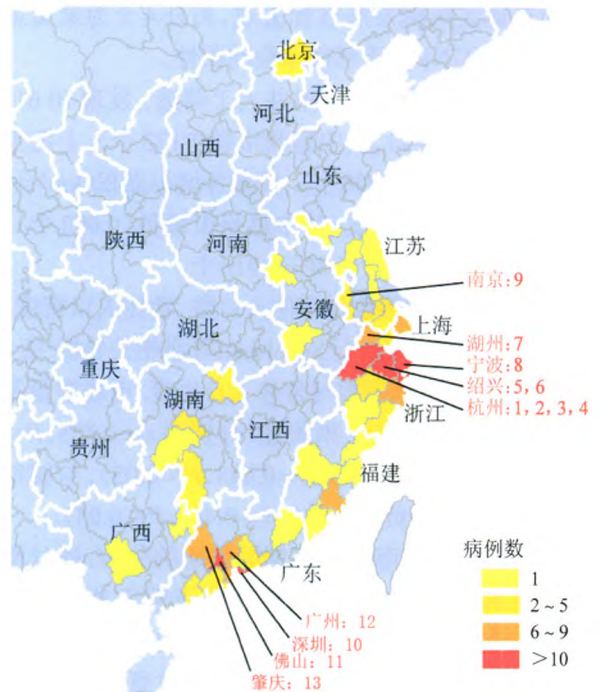 北京
天津
河北
山西
山东
陕西
河南
江苏
南京:9
安徽
上海
湖北
湖州:7
宁波:8
重庆
绍兴:5, 6
湖南
杭州:1, 2, 3, 4
浙江
江西
贵州
福建
广西
广东
病例数
1
2~5
6~9
>10
广州: 12
深圳: 10
佛山: 11
肇庆: 13